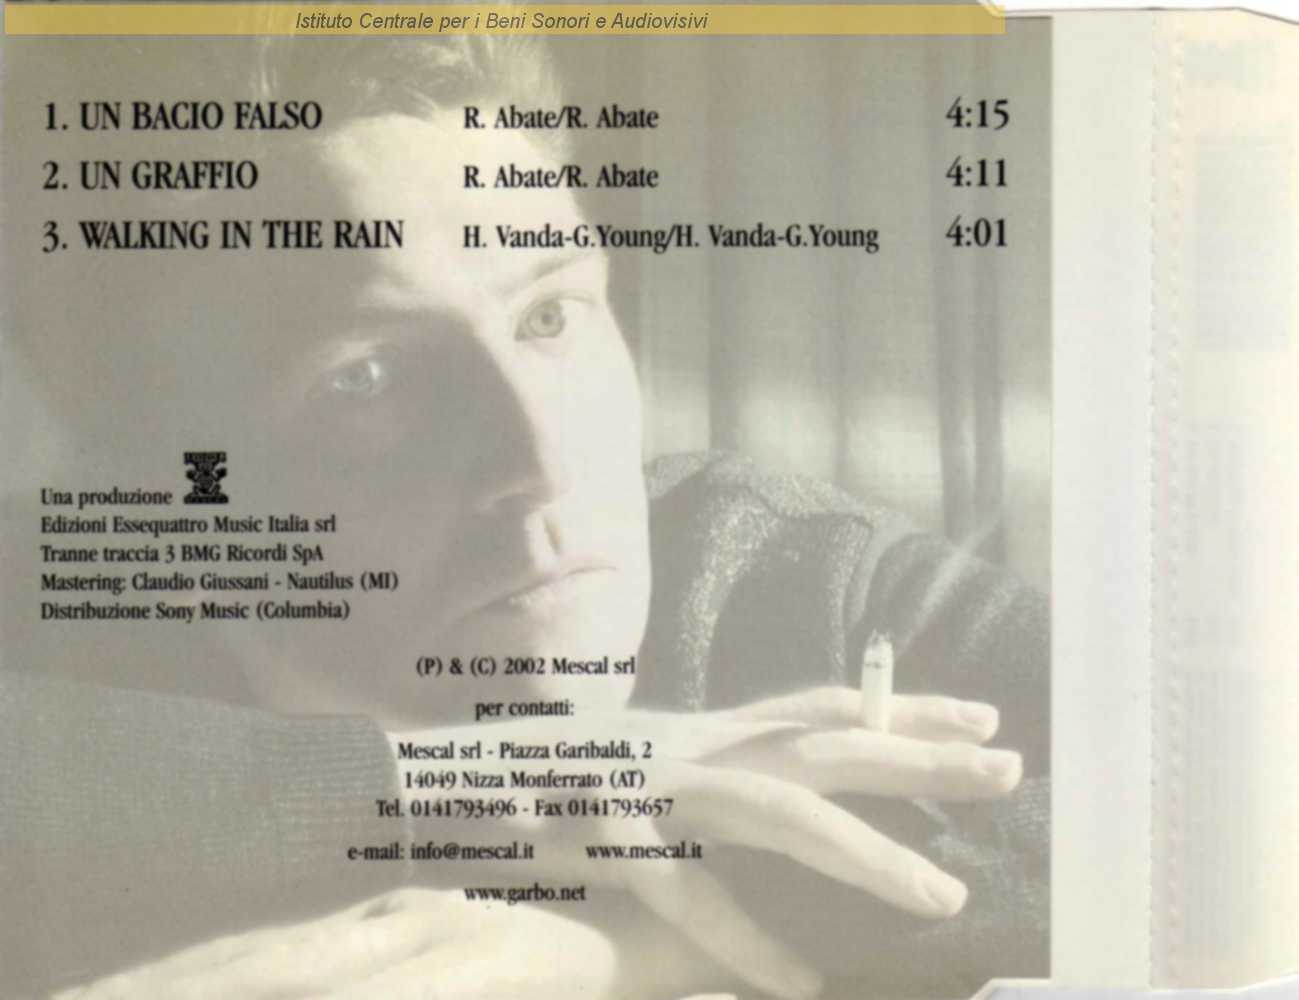 Istituto Centrale per i Beni Sonori e Audiovisivi
1. UN BACIO FALSO R. Abate/R. Abate 4:15
2. UN GRAFFIO R. Abate/R. Abate 4:11
3. WALKING IN THE RAIN H. Vanda-G.Young/H. Vanda-G.Young 4:01
Una produzione
Edizioni Essequattro Music Italia srl
Tranne traccia 3 BMG Ricordi SpA
Mastering: Claudio Giussani - Nautilus (MI)
Distribuzione Sony Music (Columbia)
(P) & (C) 2002 Mescal srl
per contatti:
Mescal srl - Piazza Garibaldi, 2
14049 Nizza Monferrato (AT)
Tel. 0141793496 - Fax 0141793657
e-mail: info@mescal.it www.mescal.it
www.garbo.net